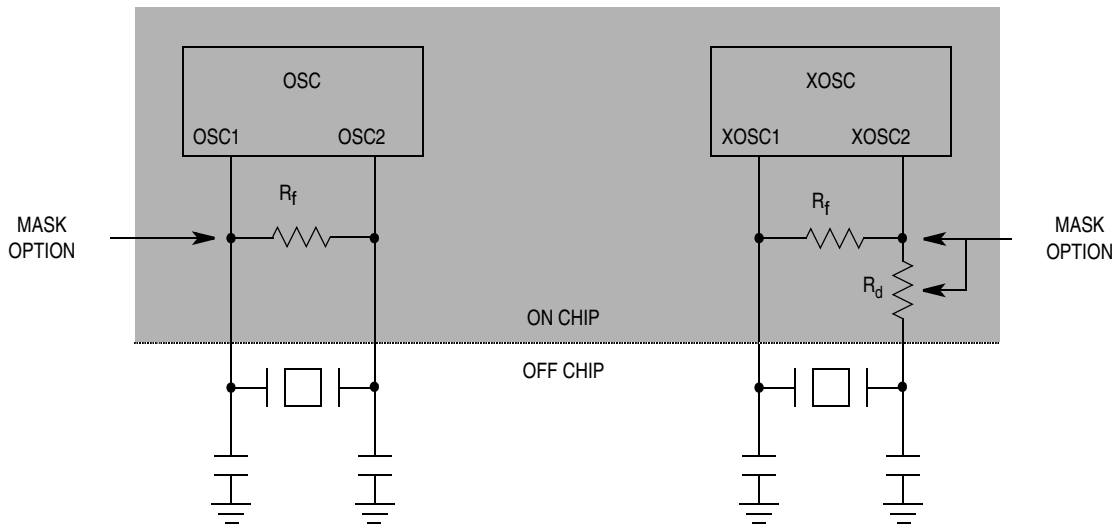 OSC
OSC1 OSC2
XOSC
XOSC1 XOSC2
Rf
Rf
MASK
OPTION
MASK
OPTION
Rd
ON CHIP
OFF CHIP